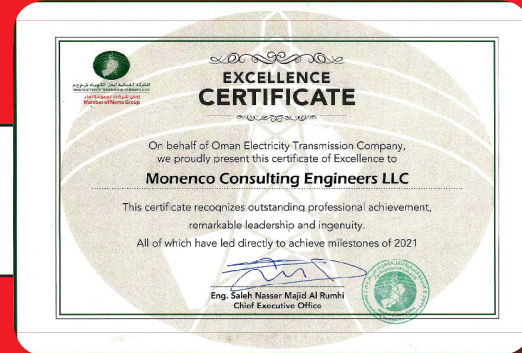 Member of Nama Group
EXCELLENCE
CERTIFICATE
On behalf of Oman Electricity Transmission Company,
we proudly present this certificate of Excellence to
Monenco Consulting Engineers LLC
This certificate recognizes outstanding professional achievement,
remarkable leadership and ingenuity.
All of which have led directly to achieve milestones of 2021
Eng. Saleh Nasser Majid Al Rumhi
Chief Executive Office